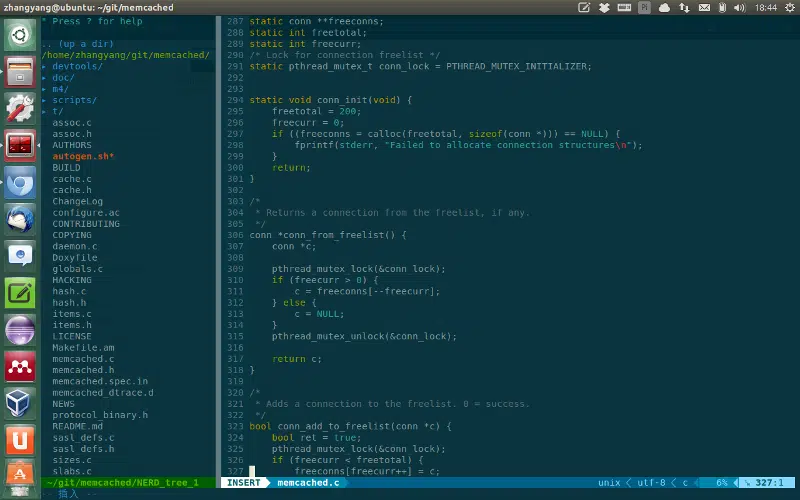 zhangyang@ubuntu: ~/git/memcached
18:44
" Press ? for help
.. (up a dir)
/home/zhangyang/git/memcached/
▸ devtools/
▸ doc/
▸ m4/
▸ scripts/
▸ t/
assoc.c
assoc.h
AUTHORS
autogen.sh*
BUILD
cache.c
cache.h
ChangeLog
configure.ac
CONTRIBUTING
COPYING
daemon.c
Doxyfile
globals.c
HACKING
hash.c
hash.h
items.c
items.h
LICENSE
Makefile.am
memcached.c
memcached.h
memcached.spec.in
memcached_dtrace.d
NEWS
protocol_binary.h
README.md
sasl_defs.c
sasl_defs.h
sizes.c
slabs.c
~/git/memcached/NERD_tree_1
287 static conn **freeconns;
288 static int freetotal;
289 static int freecurr;
290 /* Lock for connection freelist */
291 static pthread_mutex_t conn_lock = PTHREAD_MUTEX_INITIALIZER;
292
293
294 static void conn_init(void) {
295     freetotal = 200;
296     freecurr = 0;
297     if ((freeconns = calloc(freetotal, sizeof(conn *))) == NULL) {
298         fprintf(stderr, "Failed to allocate connection structures\n");
299     }
300     return;
301 }
302
303 /*
304  * Returns a connection from the freelist, if any.
305  */
306 conn *conn_from_freelist() {
307     conn *c;
308
309     pthread_mutex_lock(&conn_lock);
310     if (freecurr > 0) {
311         c = freeconns[--freecurr];
312     } else {
313         c = NULL;
314     }
315     pthread_mutex_unlock(&conn_lock);
316
317     return c;
318 }
319
320 /*
321  * Adds a connection to the freelist. 0 = success.
322  */
323 bool conn_add_to_freelist(conn *c) {
324     bool ret = true;
325     pthread_mutex_lock(&conn_lock);
326     if (freecurr < freetotal) {
327         freeconns[freecurr++] = c;
INSERT memcached.c unix utf-8 c 6% 327:1
-- 插入 --